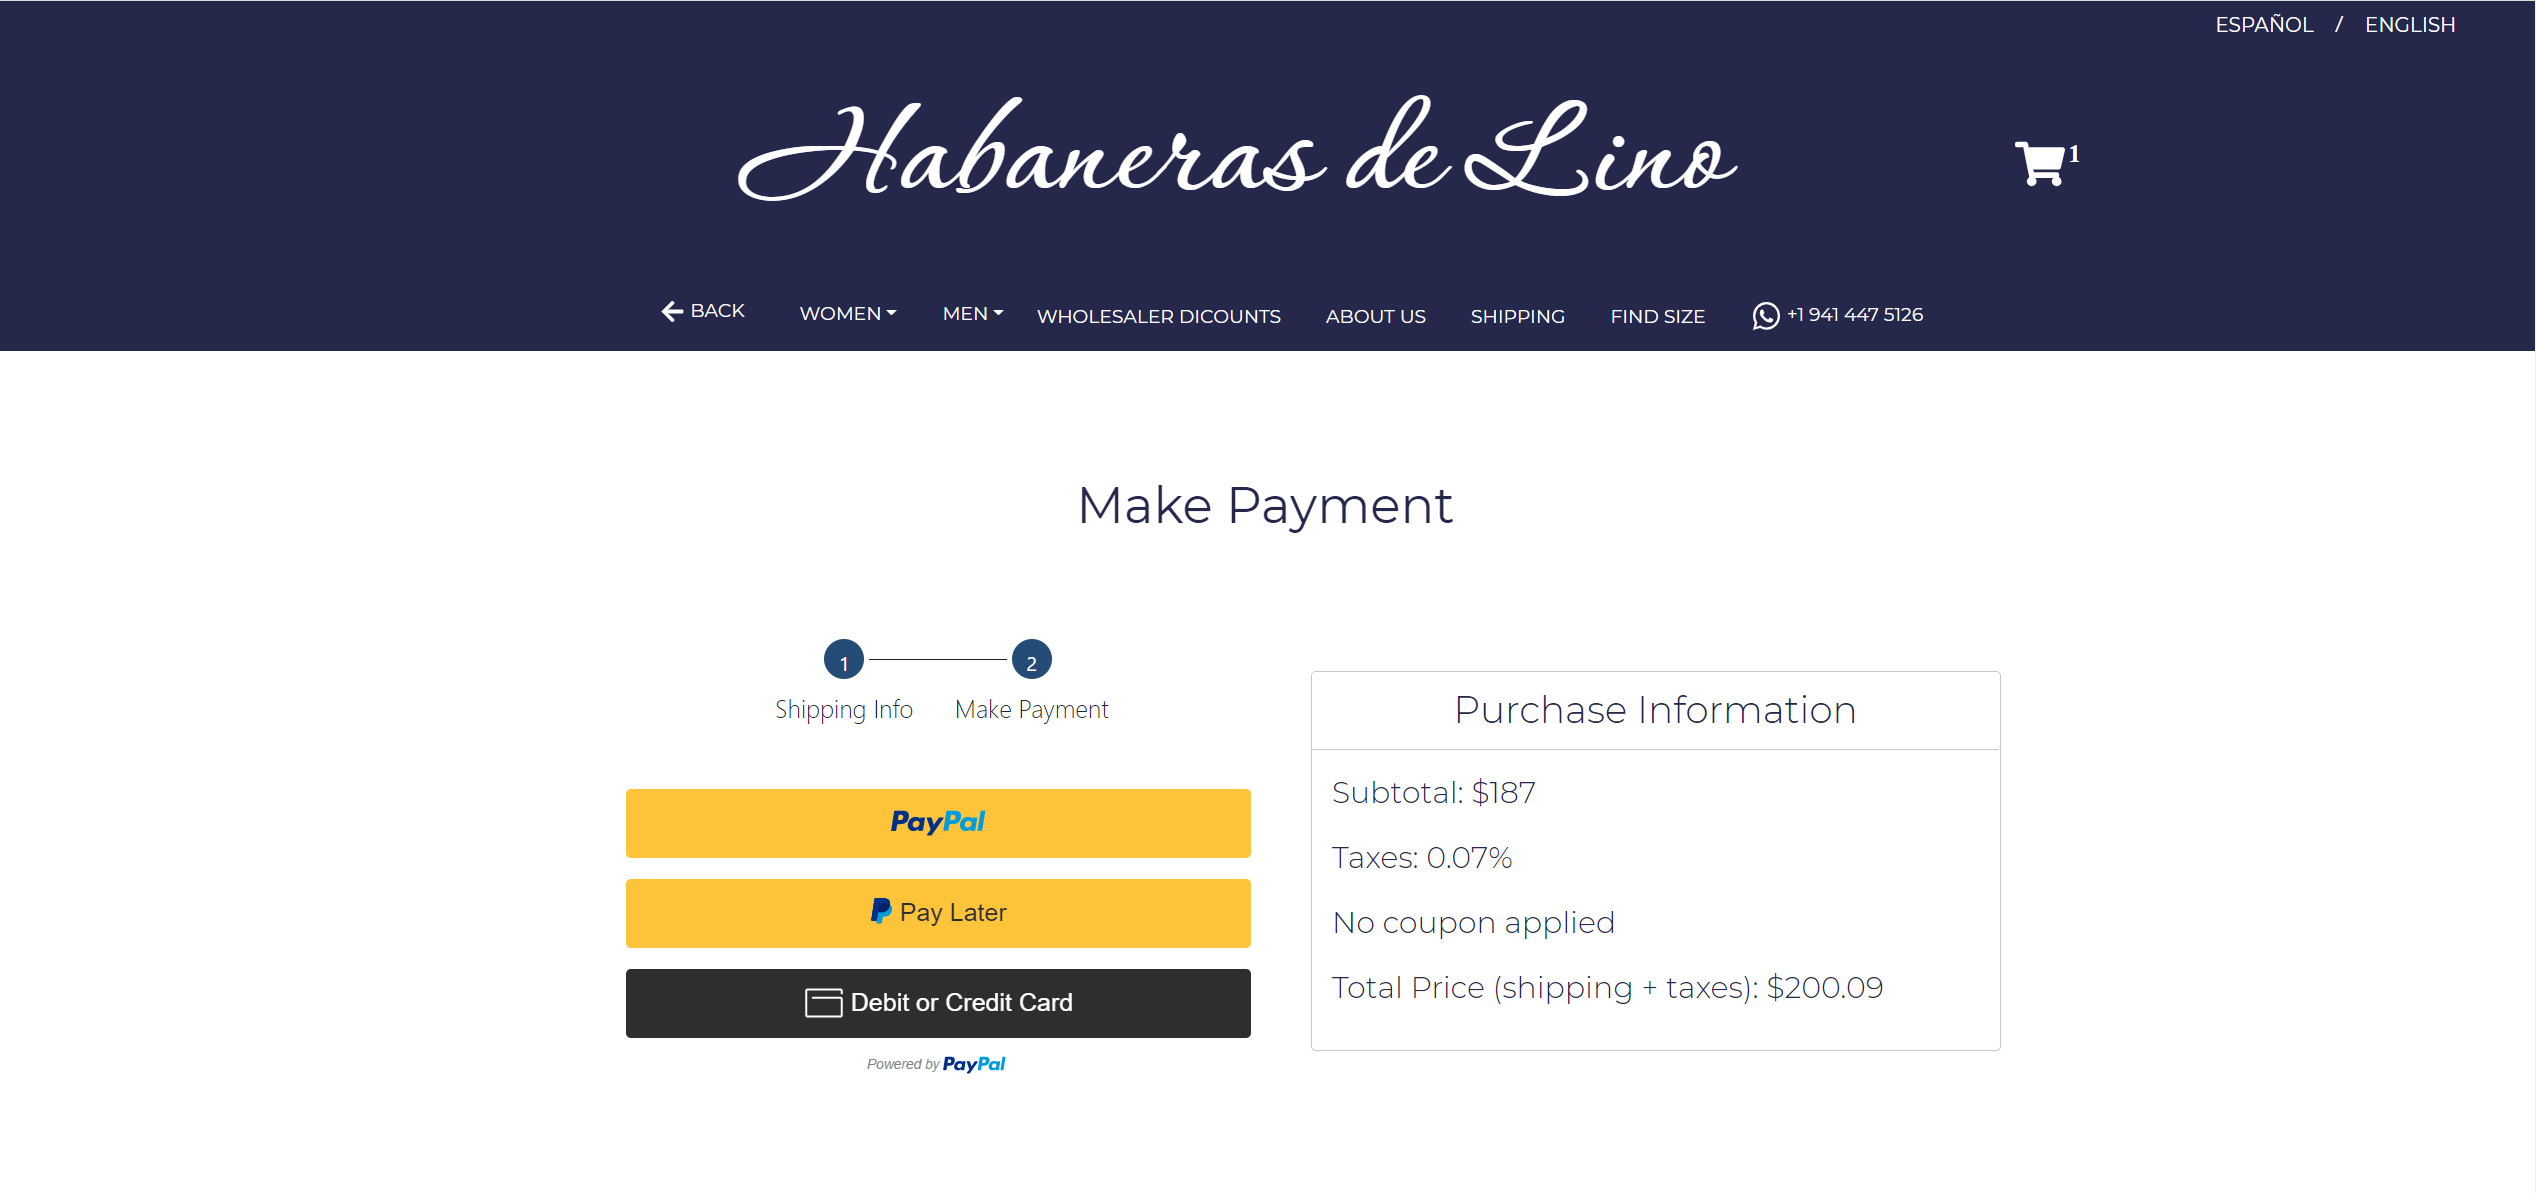 ESPAÑOL / ENGLISH
Habaneras de Lino
1
BACK WOMEN MEN WHOLESALER DICOUNTS ABOUT US SHIPPING FIND SIZE +1 941 447 5126
Make Payment
1 2
Shipping Info Make Payment
PayPal
Pay Later
Debit or Credit Card
Powered by PayPal
Purchase Information
Subtotal: $187
Taxes: 0.07%
No coupon applied
Total Price (shipping + taxes): $200.09